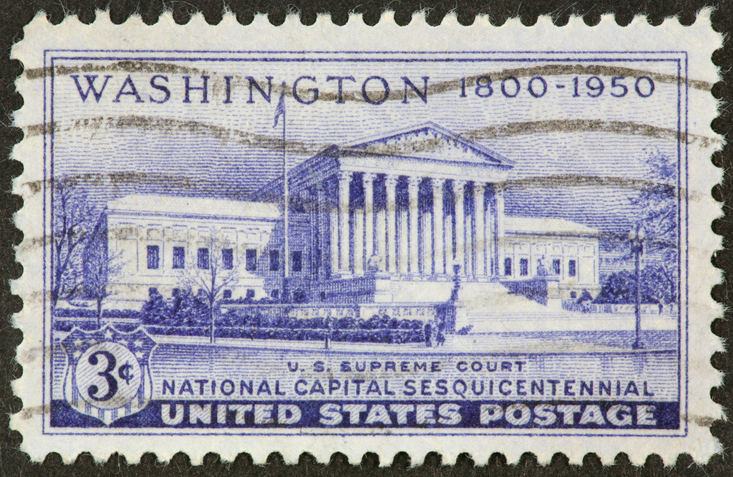 WASHINGTON 1800-1950
U. S. SUPREME COURT
3¢
NATIONAL CAPITAL SESQUICENTENNIAL
UNITED STATES POSTAGE